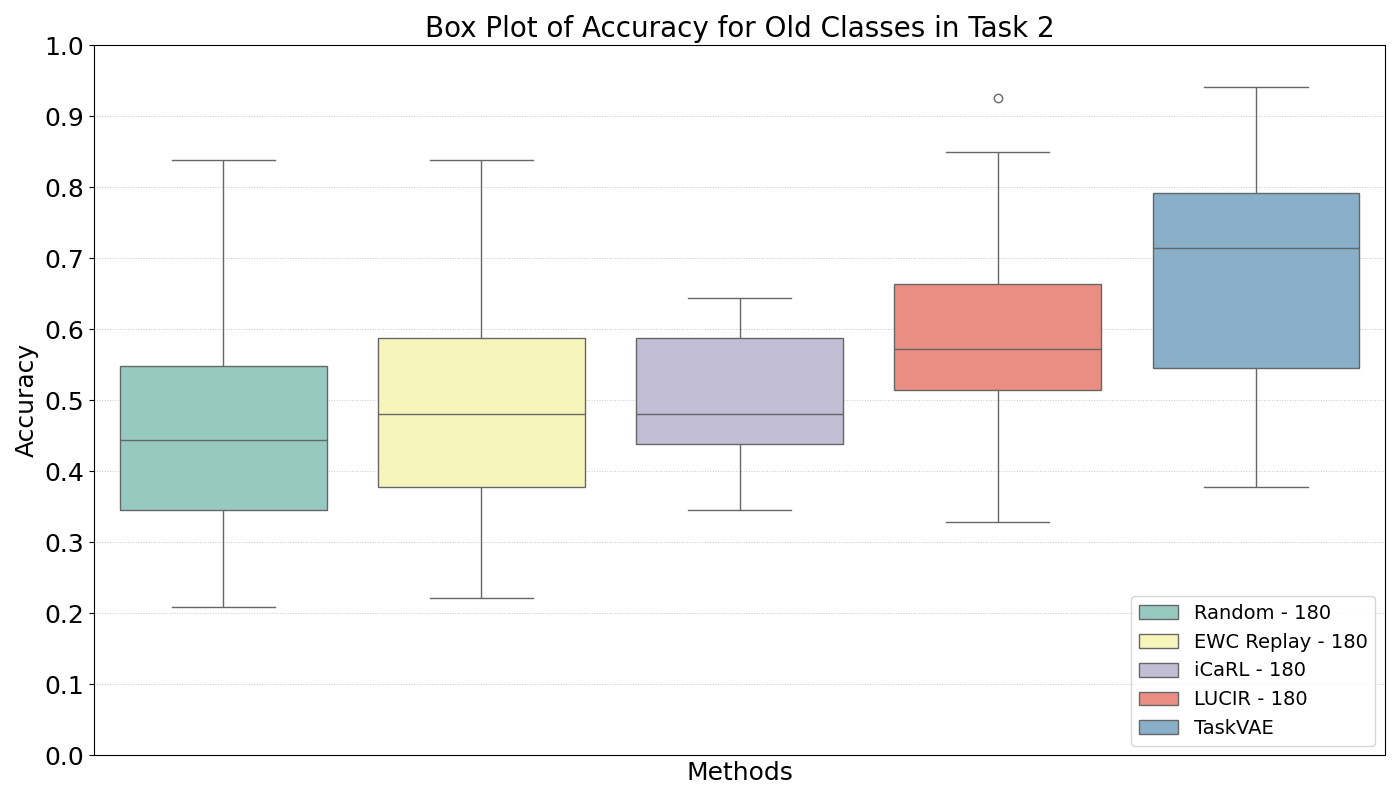 Box Plot of Accuracy for Old Classes in Task 2
1.0
0.9
0.8
0.7
0.6
0.5
0.4
0.3
0.2
0.1
0.0
Accuracy
Methods
Random - 180
EWC Replay - 180
iCaRL - 180
LUCIR - 180
TaskVAE